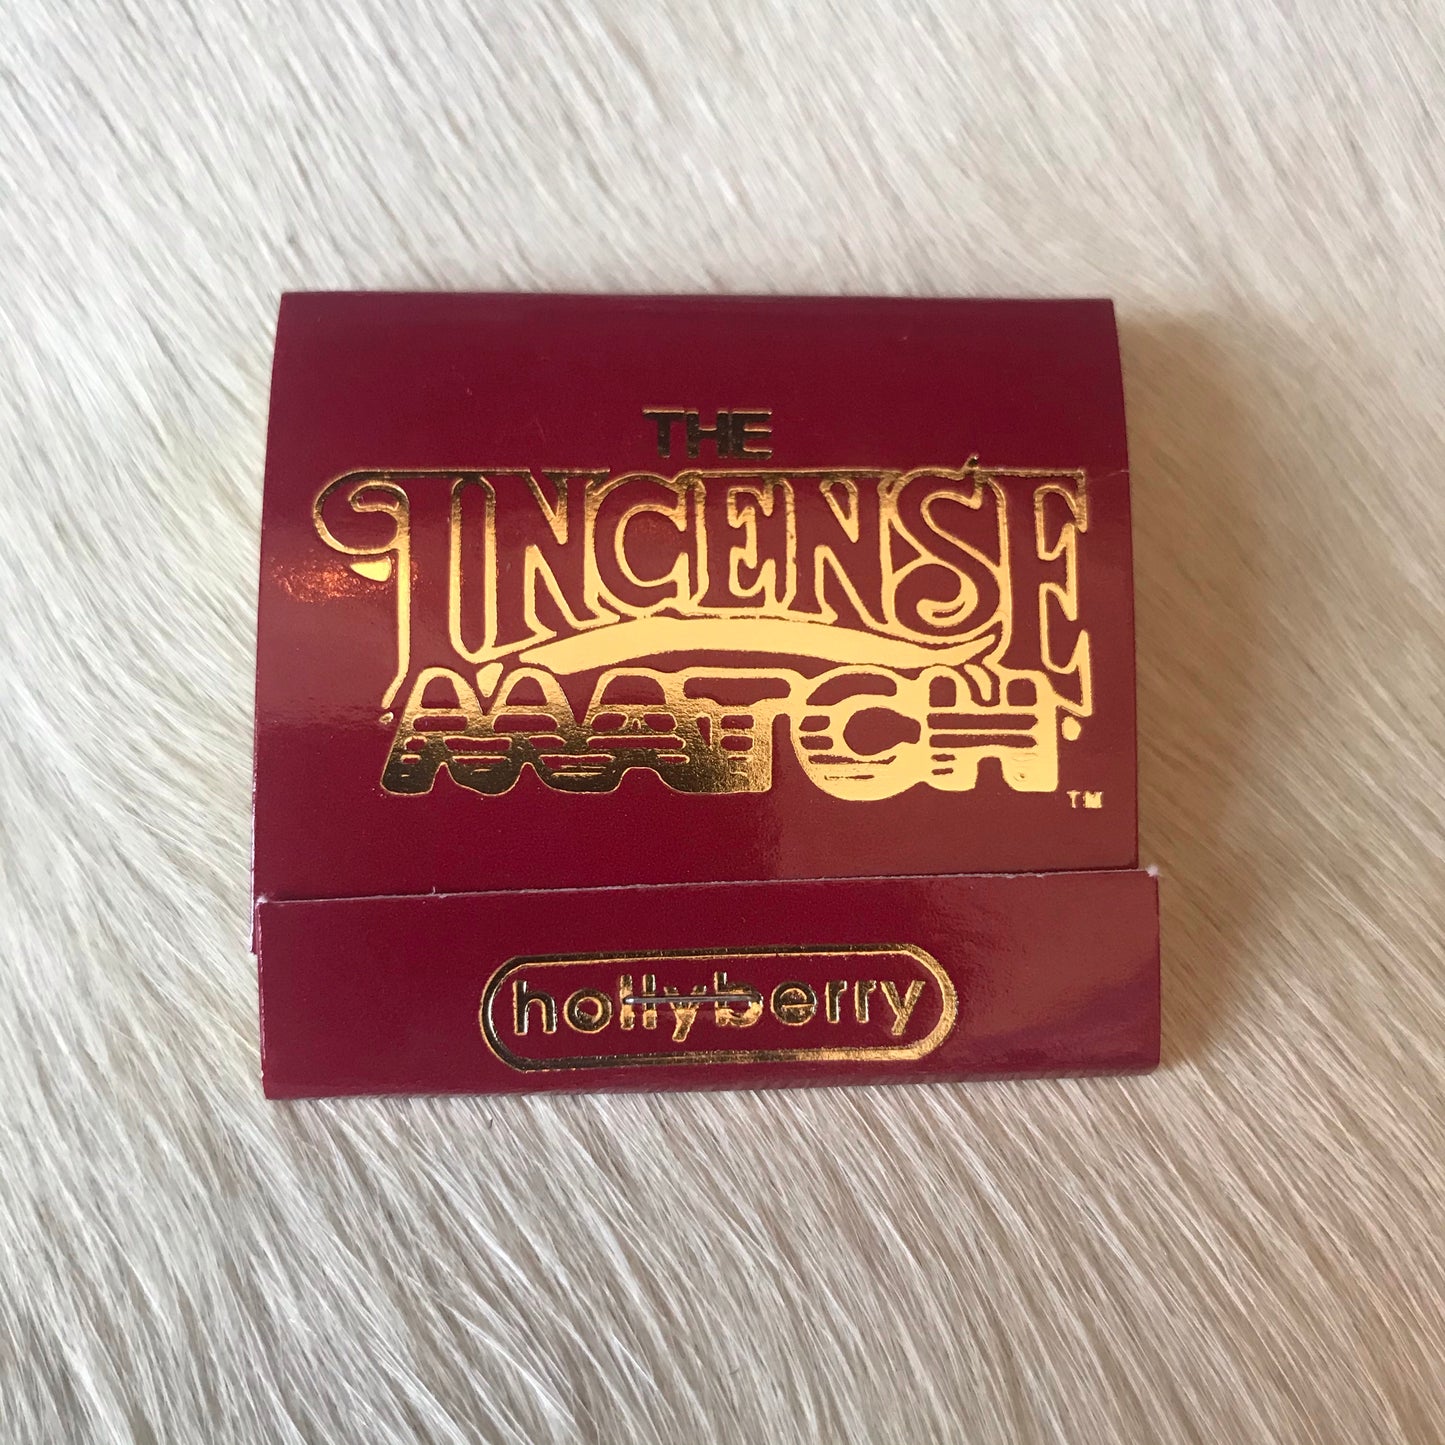 THE
INCENSE
MATCH TM
hollyberry